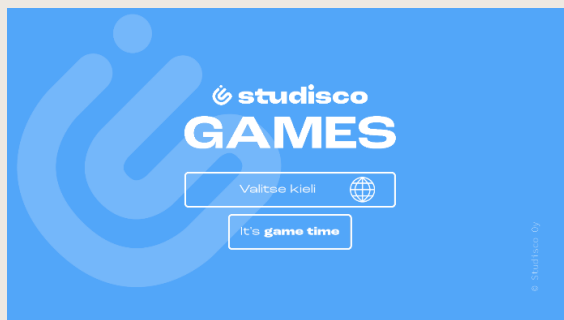 studisco
GAMES
Valitse kieli
It's game time
© Studisco Oy